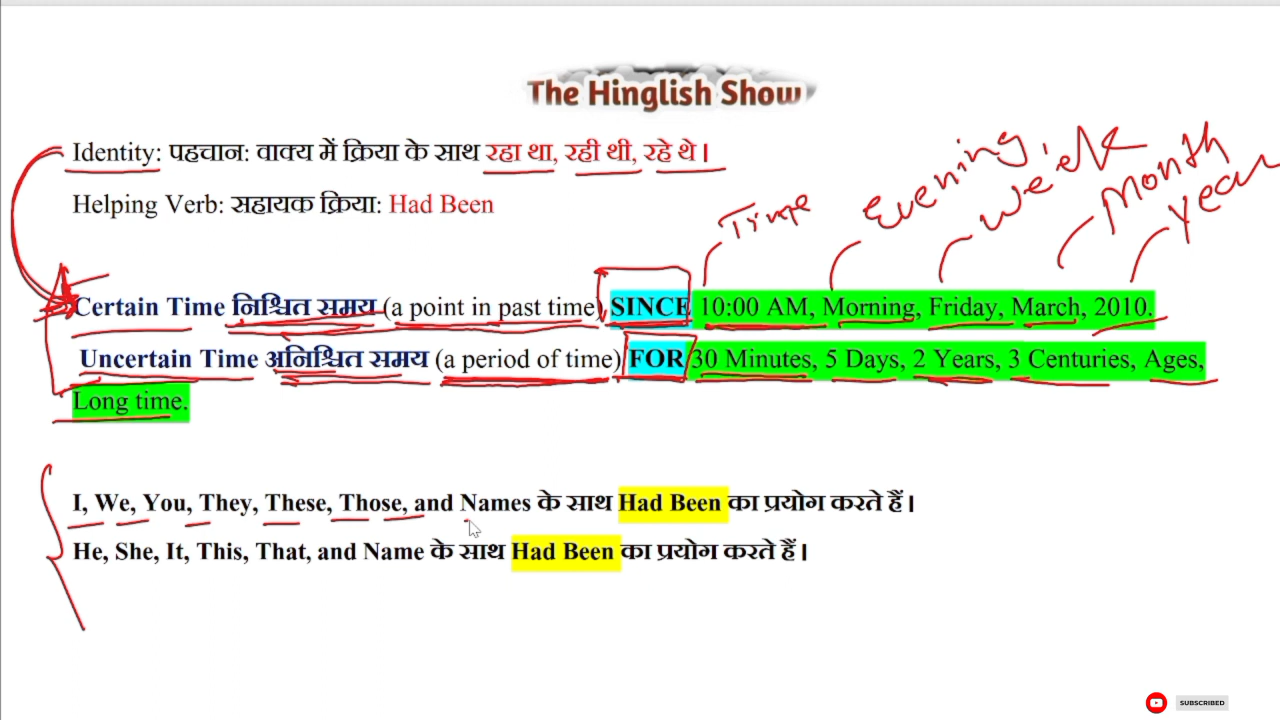 The Hinglish Show
Identity: पहचान: वाक्य में क्रिया के साथ रहा था, रही थी, रहे थे।
Helping Verb: सहायक क्रिया: Had Been
Time Evening, Week Month Year
Certain Time निश्चित समय (a point in past time) SINCE 10:00 AM, Morning, Friday, March, 2010.
Uncertain Time अनिश्चित समय (a period of time) FOR 30 Minutes, 5 Days, 2 Years, 3 Centuries, Ages,
Long time.
I, We, You, They, These, Those, and Names के साथ Had Been का प्रयोग करते हैं।
He, She, It, This, That, and Name के साथ Had Been का प्रयोग करते हैं।
SUBSCRIBED